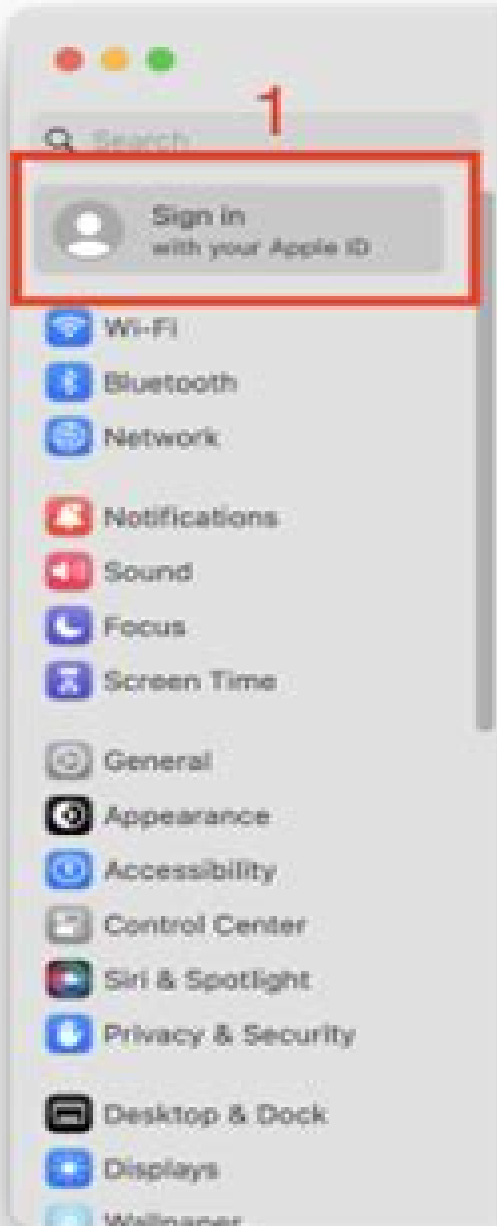 1
Search
Sign in
with your Apple ID
Wi-Fi
Bluetooth
Network
Notifications
Sound
Focus
Screen Time
General
Appearance
Accessibility
Control Center
Siri & Spotlight
Privacy & Security
Desktop & Dock
Displays
Wallpaper